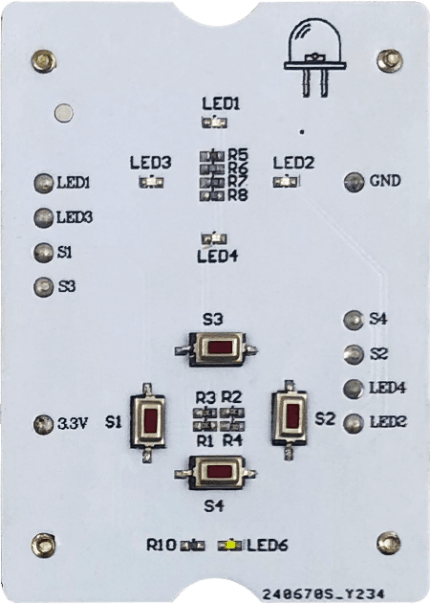 LED1
LED3
LED2
R5
R6
R7
R8
LED1
GND
LED3
S1
LED4
S3
S3
S4
S2
LED4
R3 R2
S1
S2
LED2
3.3V
R1 R4
S4
R10
LED6
240670S_Y234